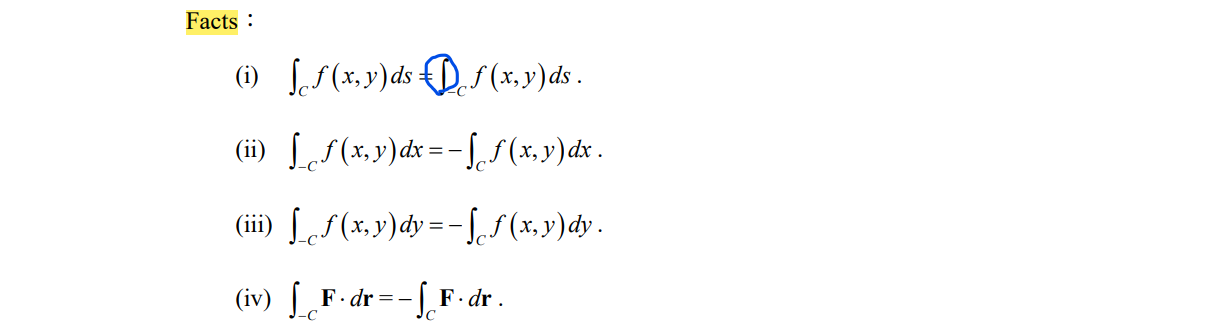 Facts :
(i) ∫_C f(x,y)ds = ∫_{-C} f(x,y)ds .
(ii) ∫_{-C} f(x,y)dx = -∫_C f(x,y)dx .
(iii) ∫_{-C} f(x,y)dy = -∫_C f(x,y)dy .
(iv) ∫_{-C} F · dr = -∫_C F · dr .